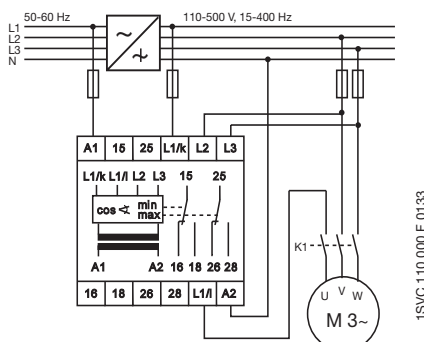 50-60 Hz
110-500 V, 15-400 Hz
L1
L2
L3
N
A1 15 25 L1/k L2 L3
L1/k L1/l L2 L3 15 25
cos min
max
A1 A2 16 18 26 28
16 18 26 28 L1/l A2
K1
U V W
M 3~
1SVC 110 000 F 0133